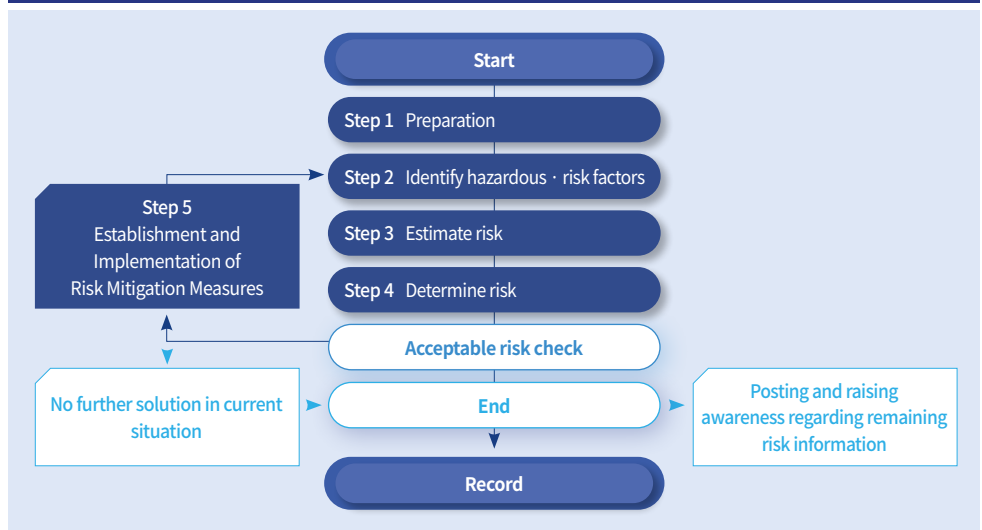 Start
Step 1 Preparation
Step 2 Identify hazardous · risk factors
Step 3 Estimate risk
Step 4 Determine risk
Step 5
Establishment and
Implementation of
Risk Mitigation Measures
Acceptable risk check
No further solution in current
situation
End
Posting and raising
awareness regarding remaining
risk information
Record